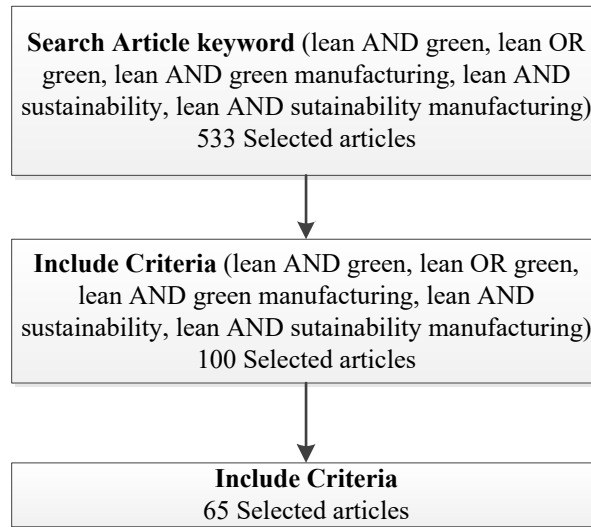 Search Article keyword (lean AND green, lean OR
green, lean AND green manufacturing, lean AND
sustainability, lean AND sutainability manufacturing)
533 Selected articles
Include Criteria (lean AND green, lean OR green,
lean AND green manufacturing, lean AND
sustainability, lean AND sutainability manufacturing)
100 Selected articles
Include Criteria
65 Selected articles